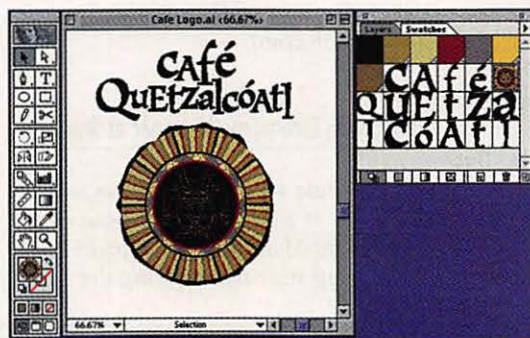 Cafe Logo.ai <66.67%>
Layers Swatches
cAfé
QuEtzalcóAtl
cAfé
QuEtza
lcóAtl
T
66.67% Selection